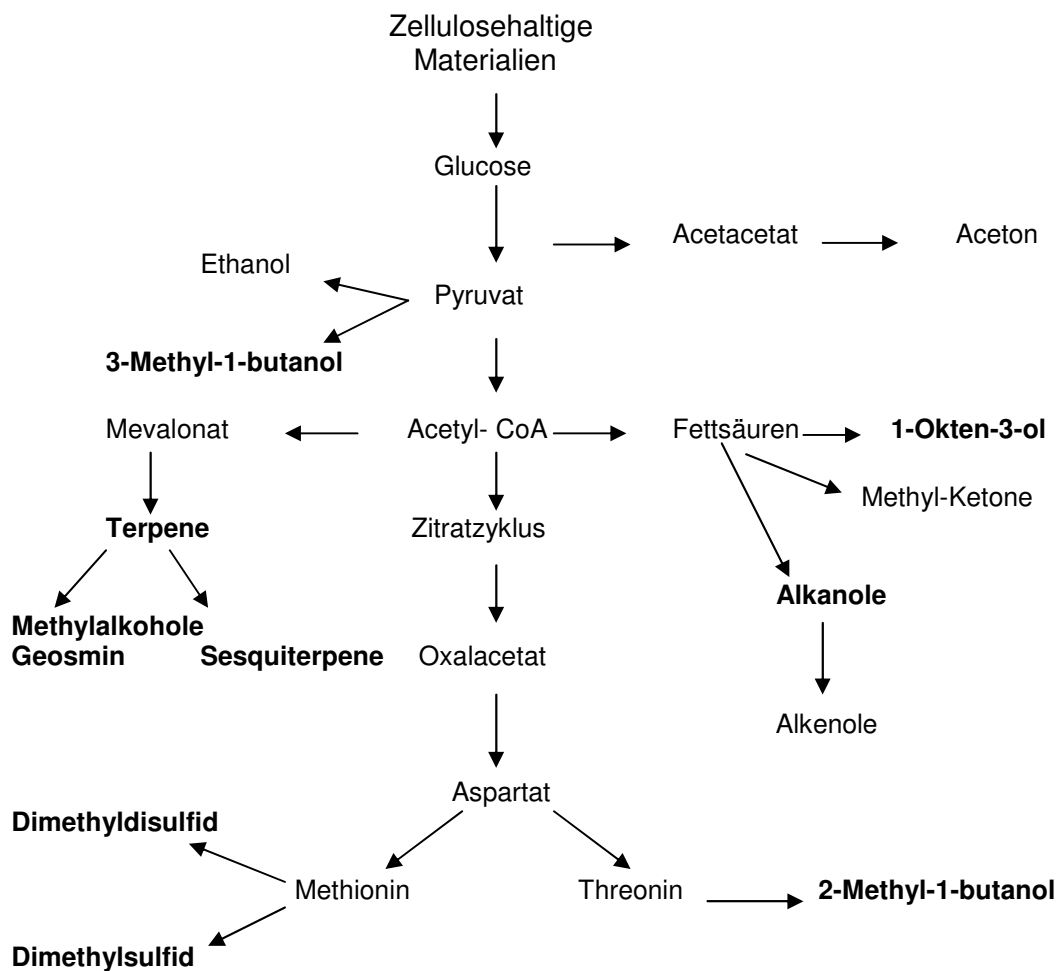 Zellulosehaltige
Materialien
Glucose
Acetacetat
Aceton
Ethanol
Pyruvat
3-Methyl-1-butanol
Mevalonat
Acetyl- CoA
Fettsäuren
1-Okten-3-ol
Methyl-Ketone
Terpene
Zitratzyklus
Alkanole
Methylalkohole
Geosmin
Sesquiterpene
Oxalacetat
Alkenole
Aspartat
Dimethyldisulfid
Methionin
Threonin
2-Methyl-1-butanol
Dimethylsulfid